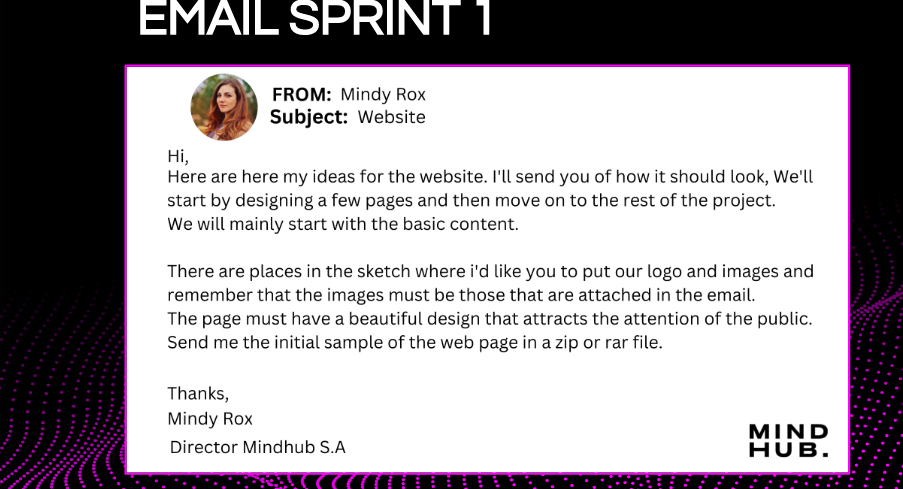 EMAIL SPRINT 1
FROM: Mindy Rox
Subject: Website
Hi,
Here are here my ideas for the website. I'll send you of how it should look, We'll
start by designing a few pages and then move on to the rest of the project.
We will mainly start with the basic content.
There are places in the sketch where i'd like you to put our logo and images and
remember that the images must be those that are attached in the email.
The page must have a beautiful design that attracts the attention of the public.
Send me the initial sample of the web page in a zip or rar file.
Thanks,
Mindy Rox
Director Mindhub S.A
MIND
HUB.